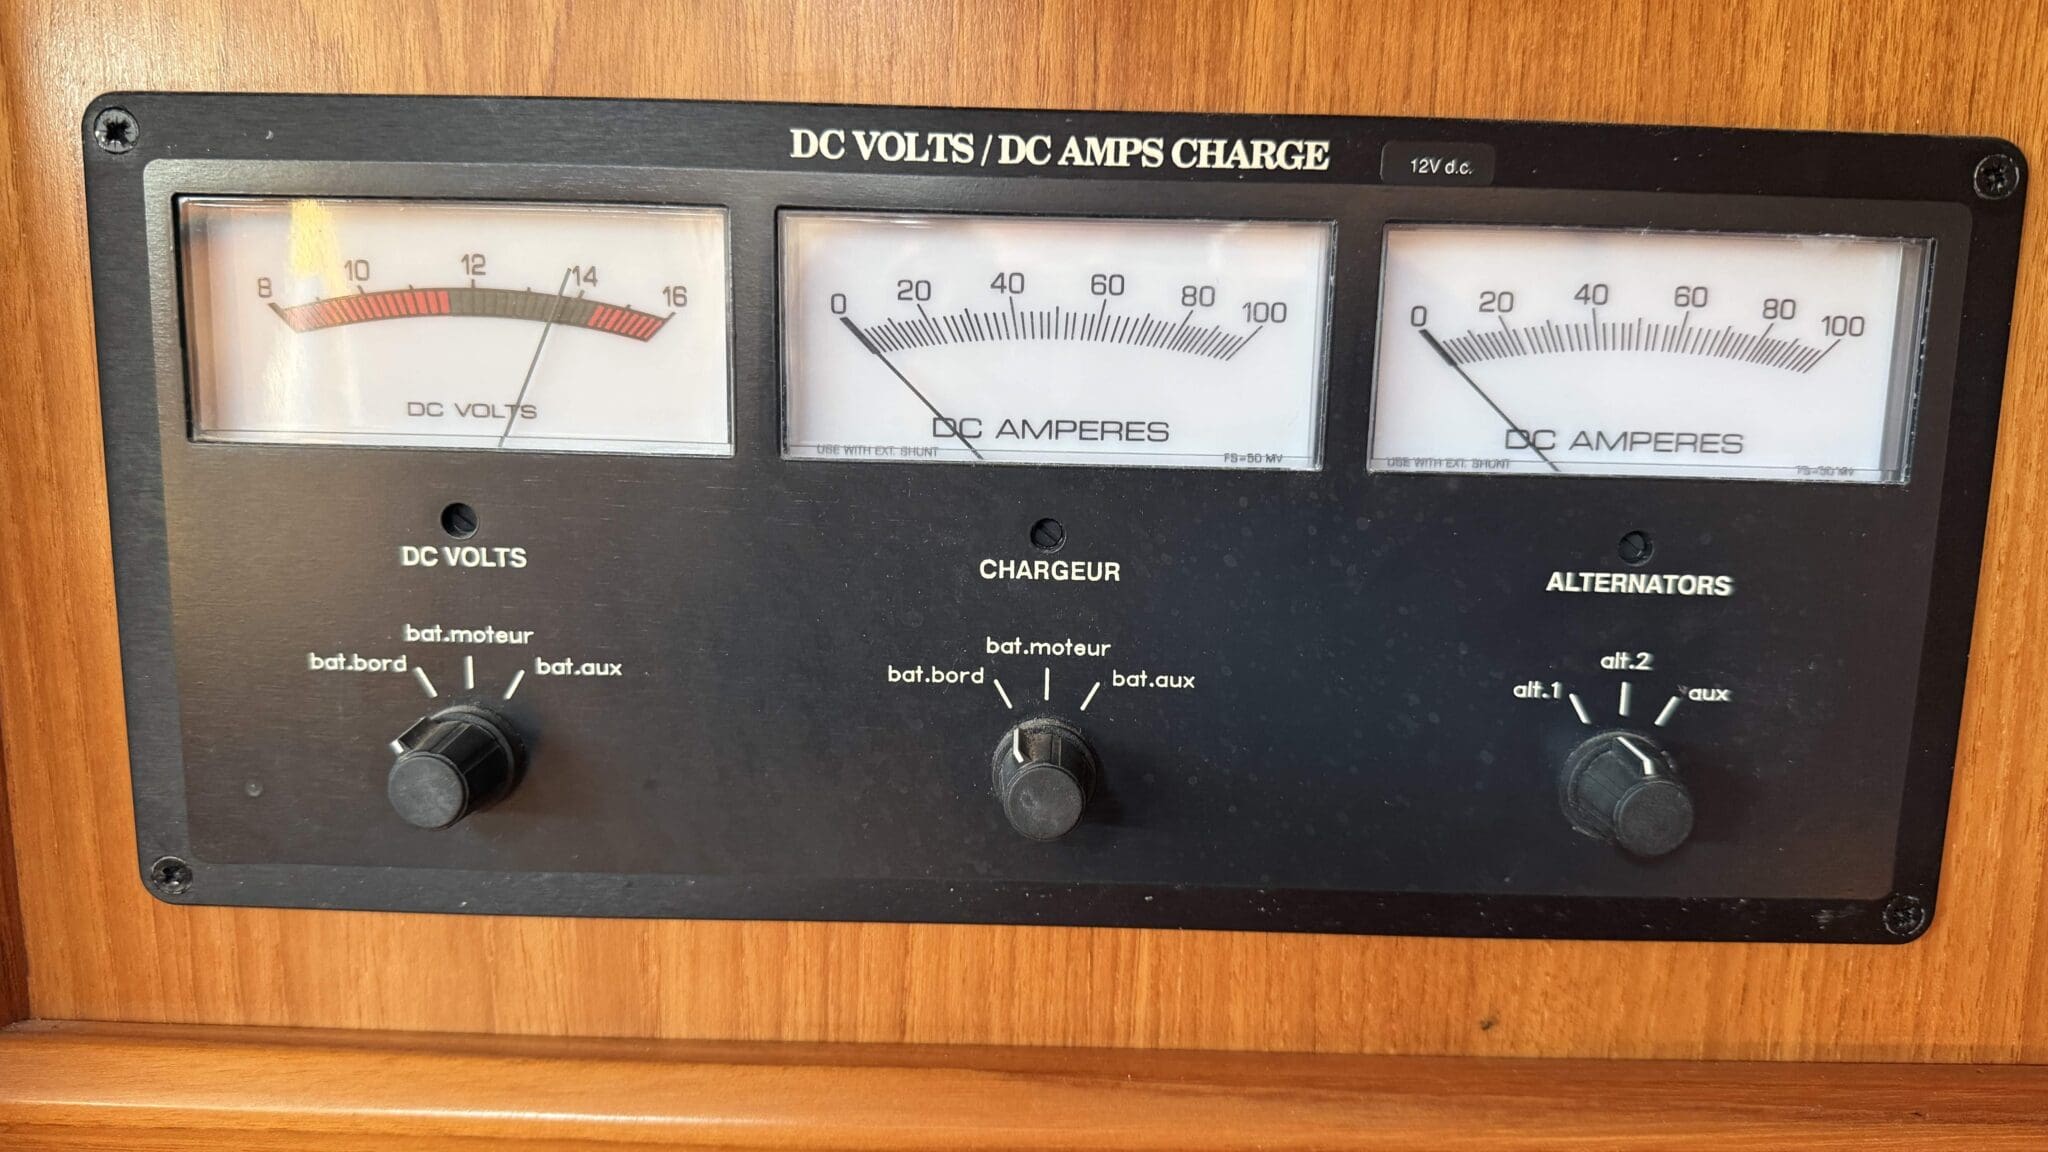 DC VOLTS / DC AMPS CHARGE
12V d.c.
8 10 12 14 16
DC VOLTS
0 20 40 60 80 100
DC AMPERES
USE WITH EXT. SHUNT
FS=50 MV
0 20 40 60 80 100
DC AMPERES
USE WITH EXT. SHUNT
FS=50 MV
DC VOLTS
CHARGEUR
ALTERNATORS
bat.bord
bat.moteur
bat.aux
bat.bord
bat.moteur
bat.aux
alt.1
alt.2
aux